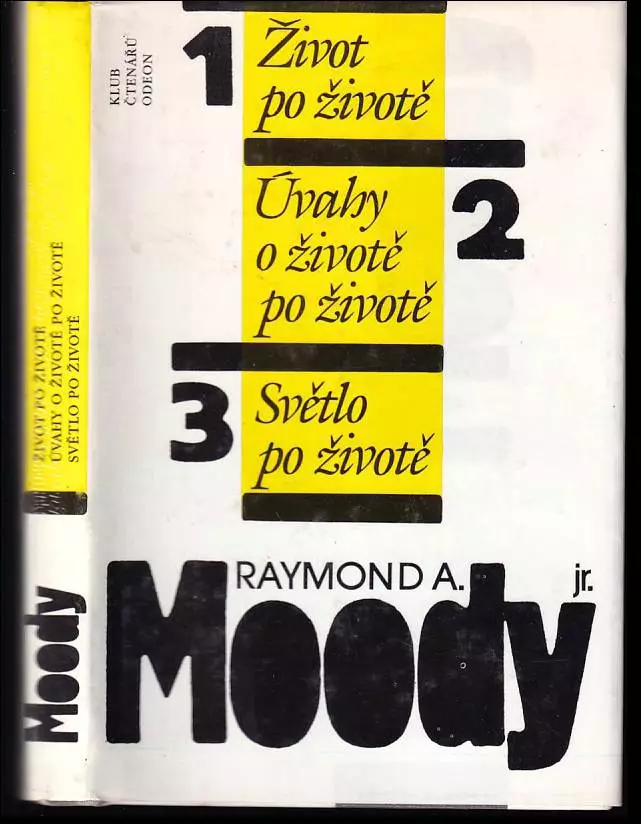 ŽIVOT PO ŽIVOTĚ
ÚVAHY O ŽIVOTĚ PO ŽIVOTĚ
SVĚTLO PO ŽIVOTĚ
Moody
KLUB
ČTENÁŘŮ
ODEON
1
Život
po životě
2
Úvahy
o životě
po životě
3
Světlo
po životě
RAYMOND A. jr.
Moody